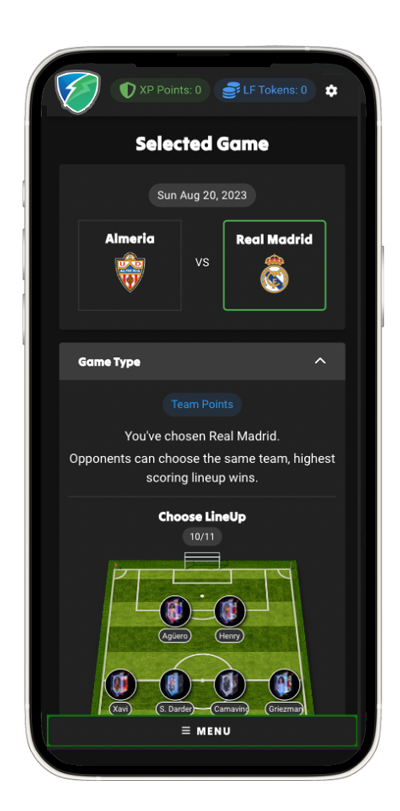 XP Points: 0 LF Tokens: 0
Selected Game
Sun Aug 20, 2023
Almeria VS Real Madrid
Game Type
Team Points
You've chosen Real Madrid.
Opponents can choose the same team, highest
scoring lineup wins.
Choose LineUp
10/11
Agüero Henry
Xavi S. Darder Camaving Griezman
MENU